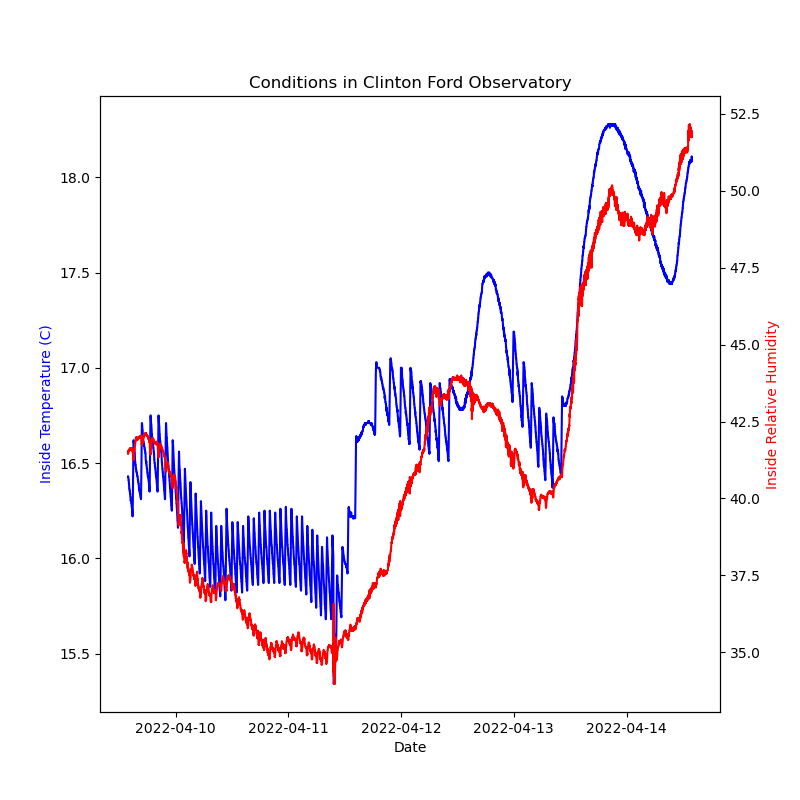 Conditions in Clinton Ford Observatory
Inside Temperature (C)
18.0
17.5
17.0
16.5
16.0
15.5
52.5
50.0
47.5
45.0
42.5
40.0
37.5
35.0
Inside Relative Humidity
2022-04-10 2022-04-11 2022-04-12 2022-04-13 2022-04-14
Date